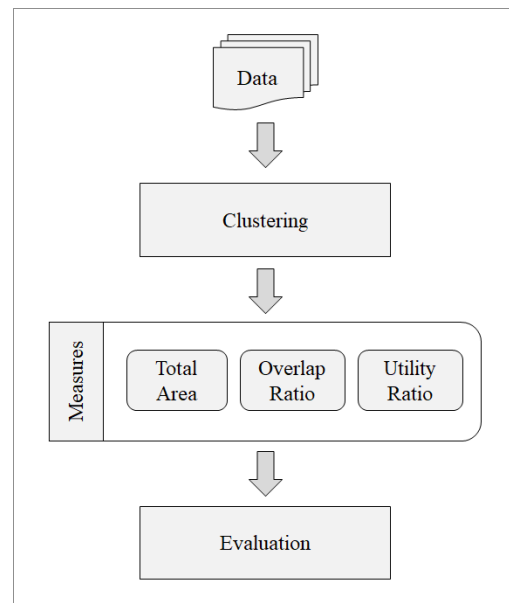 Data
Clustering
Measures
Total
Area
Overlap
Ratio
Utility
Ratio
Evaluation